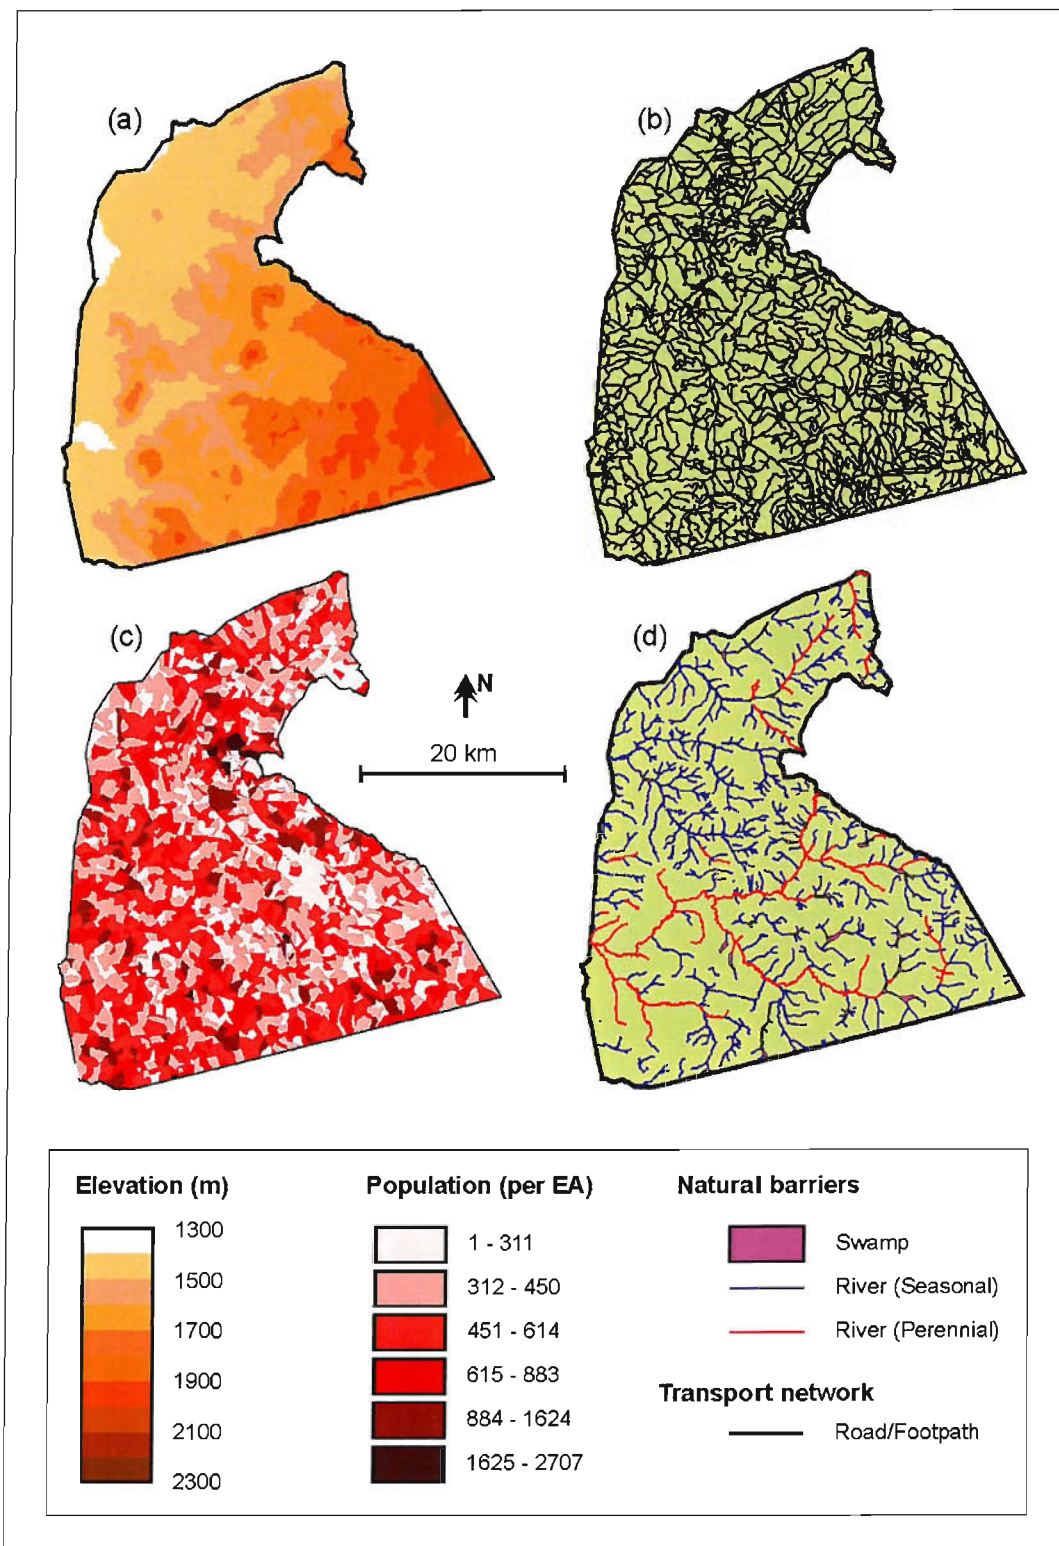 (a)
(b)
(c)
(d)
N
20 km
Elevation (m)
1300
1500
1700
1900
2100
2300
Population (per EA)
1 - 311
312 - 450
451 - 614
615 - 883
884 - 1624
1625 - 2707
Natural barriers
Swamp
River (Seasonal)
River (Perennial)
Transport network
Road/Footpath